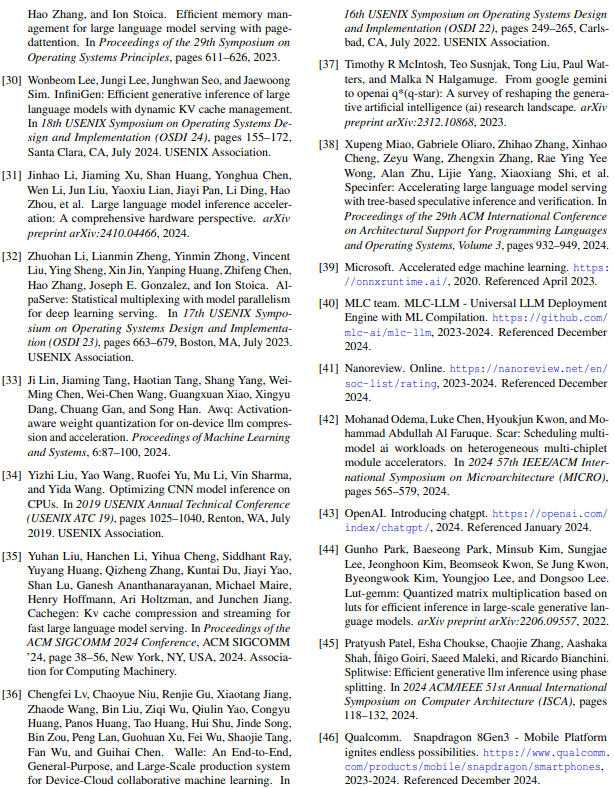 Hao Zhang, and Ion Stoica. Efficient memory man-
agement for large language model serving with page-
dattention. In Proceedings of the 29th Symposium on
Operating Systems Principles, pages 611–626, 2023.
[30] Wonbeom Lee, Jungi Lee, Junghwan Seo, and Jaewoong
Sim. InfiniGen: Efficient generative inference of large
language models with dynamic KV cache management.
In 18th USENIX Symposium on Operating Systems De-
sign and Implementation (OSDI 24), pages 155–172,
Santa Clara, CA, July 2024. USENIX Association.
[31] Jinhao Li, Jiaming Xu, Shan Huang, Yonghua Chen,
Wen Li, Jun Liu, Yaoxiu Lian, Jiayi Pan, Li Ding, Hao
Zhou, et al. Large language model inference acceler-
ation: A comprehensive hardware perspective. arXiv
preprint arXiv:2410.04466, 2024.
[32] Zhuohan Li, Lianmin Zheng, Yinmin Zhong, Vincent
Liu, Ying Sheng, Xin Jin, Yanping Huang, Zhifeng Chen,
Hao Zhang, Joseph E. Gonzalez, and Ion Stoica. Al-
paServe: Statistical multiplexing with model parallelism
for deep learning serving. In 17th USENIX Sympo-
sium on Operating Systems Design and Implementa-
tion (OSDI 23), pages 663–679, Boston, MA, July 2023.
USENIX Association.
[33] Ji Lin, Jiaming Tang, Haotian Tang, Shang Yang, Wei-
Ming Chen, Wei-Chen Wang, Guangxuan Xiao, Xingyu
Dang, Chuang Gan, and Song Han. Awq: Activation-
aware weight quantization for on-device llm compres-
sion and acceleration. Proceedings of Machine Learning
and Systems, 6:87–100, 2024.
[34] Yizhi Liu, Yao Wang, Ruofei Yu, Mu Li, Vin Sharma,
and Yida Wang. Optimizing CNN model inference on
CPUs. In 2019 USENIX Annual Technical Conference
(USENIX ATC 19), pages 1025–1040, Renton, WA, July
2019. USENIX Association.
[35] Yuhan Liu, Hanchen Li, Yihua Cheng, Siddhant Ray,
Yuyang Huang, Qizheng Zhang, Kuntai Du, Jiayi Yao,
Shan Lu, Ganesh Ananthanarayanan, Michael Maire,
Henry Hoffmann, Ari Holtzman, and Junchen Jiang.
Cachegen: Kv cache compression and streaming for
fast large language model serving. In Proceedings of the
ACM SIGCOMM 2024 Conference, ACM SIGCOMM
’24, page 38–56, New York, NY, USA, 2024. Associa-
tion for Computing Machinery.
[36] Chengfei Lv, Chaoyue Niu, Renjie Gu, Xiaotang Jiang,
Zhaode Wang, Bin Liu, Ziqi Wu, Qiulin Yao, Congyu
Huang, Panos Huang, Tao Huang, Hui Shu, Jinde Song,
Bin Zou, Peng Lan, Guohuan Xu, Fei Wu, Shaojie Tang,
Fan Wu, and Guihai Chen. Walle: An End-to-End,
General-Purpose, and Large-Scale production system
for Device-Cloud collaborative machine learning. In
16th USENIX Symposium on Operating Systems Design
and Implementation (OSDI 22), pages 249–265, Carls-
bad, CA, July 2022. USENIX Association.
[37] Timothy R McIntosh, Teo Susnjak, Tong Liu, Paul Wat-
ters, and Malka N Halgamuge. From google gemini
to openai q*(q-star): A survey of reshaping the genera-
tive artificial intelligence (ai) research landscape. arXiv
preprint arXiv:2312.10868, 2023.
[38] Xupeng Miao, Gabriele Oliaro, Zhihao Zhang, Xinhao
Cheng, Zeyu Wang, Zhengxin Zhang, Rae Ying Yee
Wong, Alan Zhu, Lijie Yang, Xiaoxiang Shi, et al.
Specinfer: Accelerating large language model serving
with tree-based speculative inference and verification. In
Proceedings of the 29th ACM International Conference
on Architectural Support for Programming Languages
and Operating Systems, Volume 3, pages 932–949, 2024.
[39] Microsoft. Accelerated edge machine learning. https:
//onnxruntime.ai/, 2020. Referenced April 2023.
[40] MLC team. MLC-LLM - Universal LLM Deployment
Engine with ML Compilation. https://github.com/
mlc-ai/mlc-llm, 2023-2024. Referenced December
2024.
[41] Nanoreview. Online. https://nanoreview.net/en/
soc-list/rating, 2023-2024. Referenced December
2024.
[42] Mohanad Odema, Luke Chen, Hyoukjun Kwon, and Mo-
hammad Abdullah Al Faruque. Scar: Scheduling multi-
model ai workloads on heterogeneous multi-chiplet
module accelerators. In 2024 57th IEEE/ACM Inter-
national Symposium on Microarchitecture (MICRO),
pages 565–579, 2024.
[43] OpenAI. Introducing chatgpt. https://openai.com/
index/chatgpt/, 2024. Referenced January 2024.
[44] Gunho Park, Baeseong Park, Minsub Kim, Sungjae
Lee, Jeonghoon Kim, Beomseok Kwon, Se Jung Kwon,
Byeongwook Kim, Youngjoo Lee, and Dongsoo Lee.
Lut-gemm: Quantized matrix multiplication based on
luts for efficient inference in large-scale generative lan-
guage models. arXiv preprint arXiv:2206.09557, 2022.
[45] Pratyush Patel, Esha Choukse, Chaojie Zhang, Aashaka
Shah, Íñigo Goiri, Saeed Maleki, and Ricardo Bianchini.
Splitwise: Efficient generative llm inference using phase
splitting. In 2024 ACM/IEEE 51st Annual International
Symposium on Computer Architecture (ISCA), pages
118–132, 2024.
[46] Qualcomm. Snapdragon 8Gen3 - Mobile Platform
ignites endless possibilities. https://www.qualcomm.
com/products/mobile/snapdragon/smartphones,
2023-2024. Referenced December 2024.